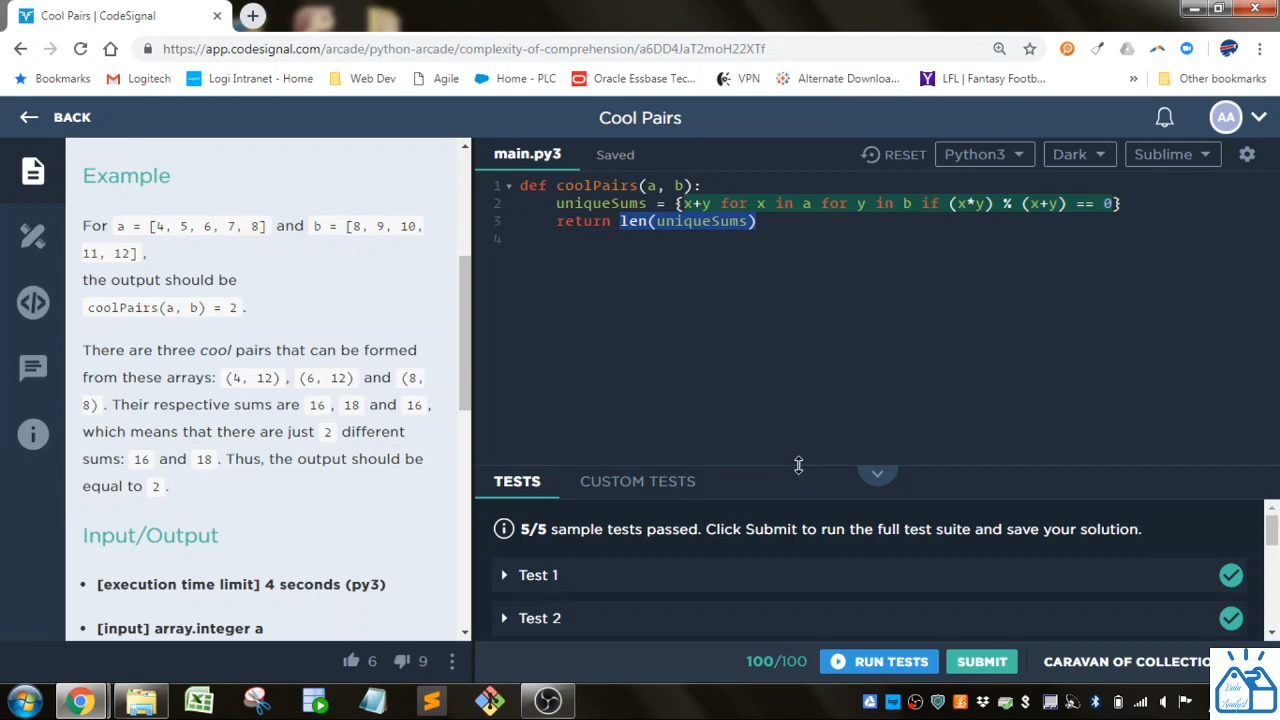 Cool Pairs | CodeSignal
https://app.codesignal.com/arcade/python-arcade/complexity-of-comprehension/a6DD4JaT2moH22XTf
Bookmarks
Logitech
Logi Intranet - Home
Web Dev
Agile
Home - PLC
Oracle Essbase Tec...
VPN
Alternate Downloa...
LFL | Fantasy Footb...
»
Other bookmarks
BACK
Cool Pairs
AA
main.py3
Saved
RESET
Python3
Dark
Sublime
Example
For a = [4, 5, 6, 7, 8] and b = [8, 9, 10,
11, 12],
the output should be
coolPairs(a, b) = 2.
There are three cool pairs that can be formed
from these arrays: (4, 12), (6, 12) and (8,
8). Their respective sums are 16, 18 and 16,
which means that there are just 2 different
sums: 16 and 18. Thus, the output should be
equal to 2.
Input/Output
• [execution time limit] 4 seconds (py3)
• [input] array.integer a
6
9
1 def coolPairs(a, b):
2 uniqueSums = {x+y for x in a for y in b if (x*y) % (x+y) == 0}
3 return len(uniqueSums)
4
TESTS
CUSTOM TESTS
5/5 sample tests passed. Click Submit to run the full test suite and save your solution.
Test 1
Test 2
100/100
RUN TESTS
SUBMIT
CARAVAN OF COLLECTIO
Data
Analyst